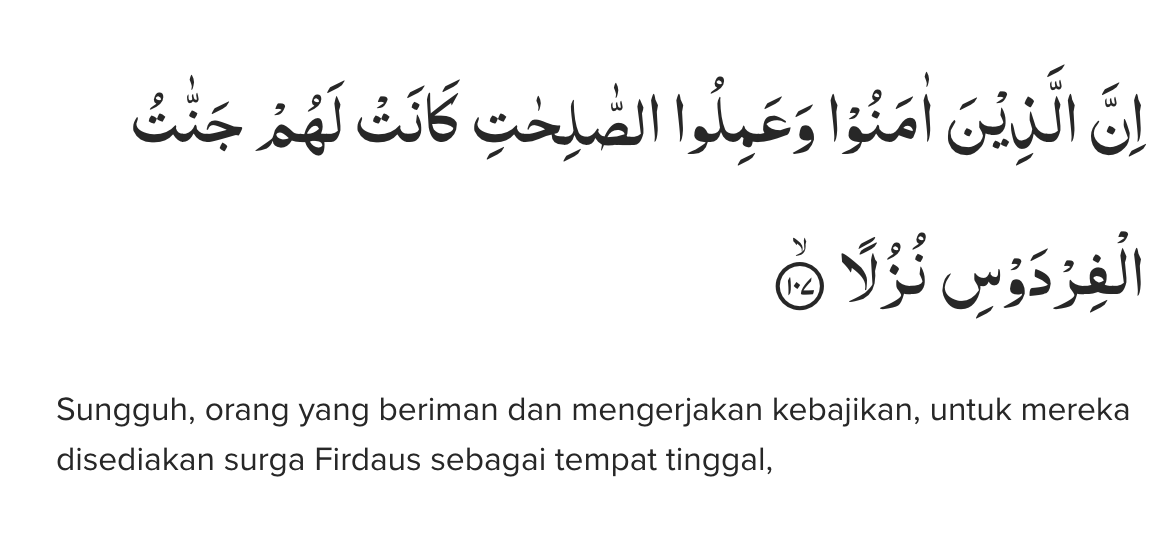 اِنَّ الَّذِيْنَ اٰمَنُوْا وَعَمِلُوا الصّٰلِحٰتِ كَانَتْ لَهُمْ جَنّٰتُ
الْفِرْدَوْسِ نُزُلًا ۙ ١٠٧
Sungguh, orang yang beriman dan mengerjakan kebajikan, untuk mereka
disediakan surga Firdaus sebagai tempat tinggal,